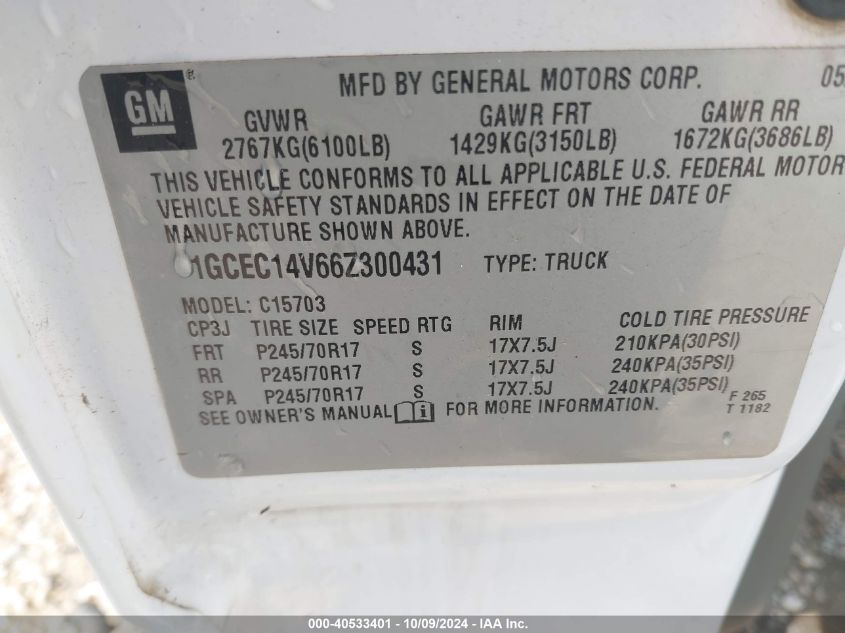 GM ® MFD BY GENERAL MOTORS CORP. 05
GVWR GAWR FRT GAWR RR
2767KG(6100LB) 1429KG(3150LB) 1672KG(3686LB)
THIS VEHICLE CONFORMS TO ALL APPLICABLE U.S. FEDERAL MOTOR
VEHICLE SAFETY STANDARDS IN EFFECT ON THE DATE OF
MANUFACTURE SHOWN ABOVE.
1GCEC14V66Z300431 TYPE: TRUCK
MODEL: C15703
CP3J TIRE SIZE SPEED RTG RIM COLD TIRE PRESSURE
FRT P245/70R17 S 17X7.5J 210KPA(30PSI)
RR P245/70R17 S 17X7.5J 240KPA(35PSI)
SPA P245/70R17 S 17X7.5J 240KPA(35PSI)
SEE OWNER'S MANUAL FOR MORE INFORMATION.
F 265
T 1182
000-40533401 - 10/09/2024 - IAA Inc.